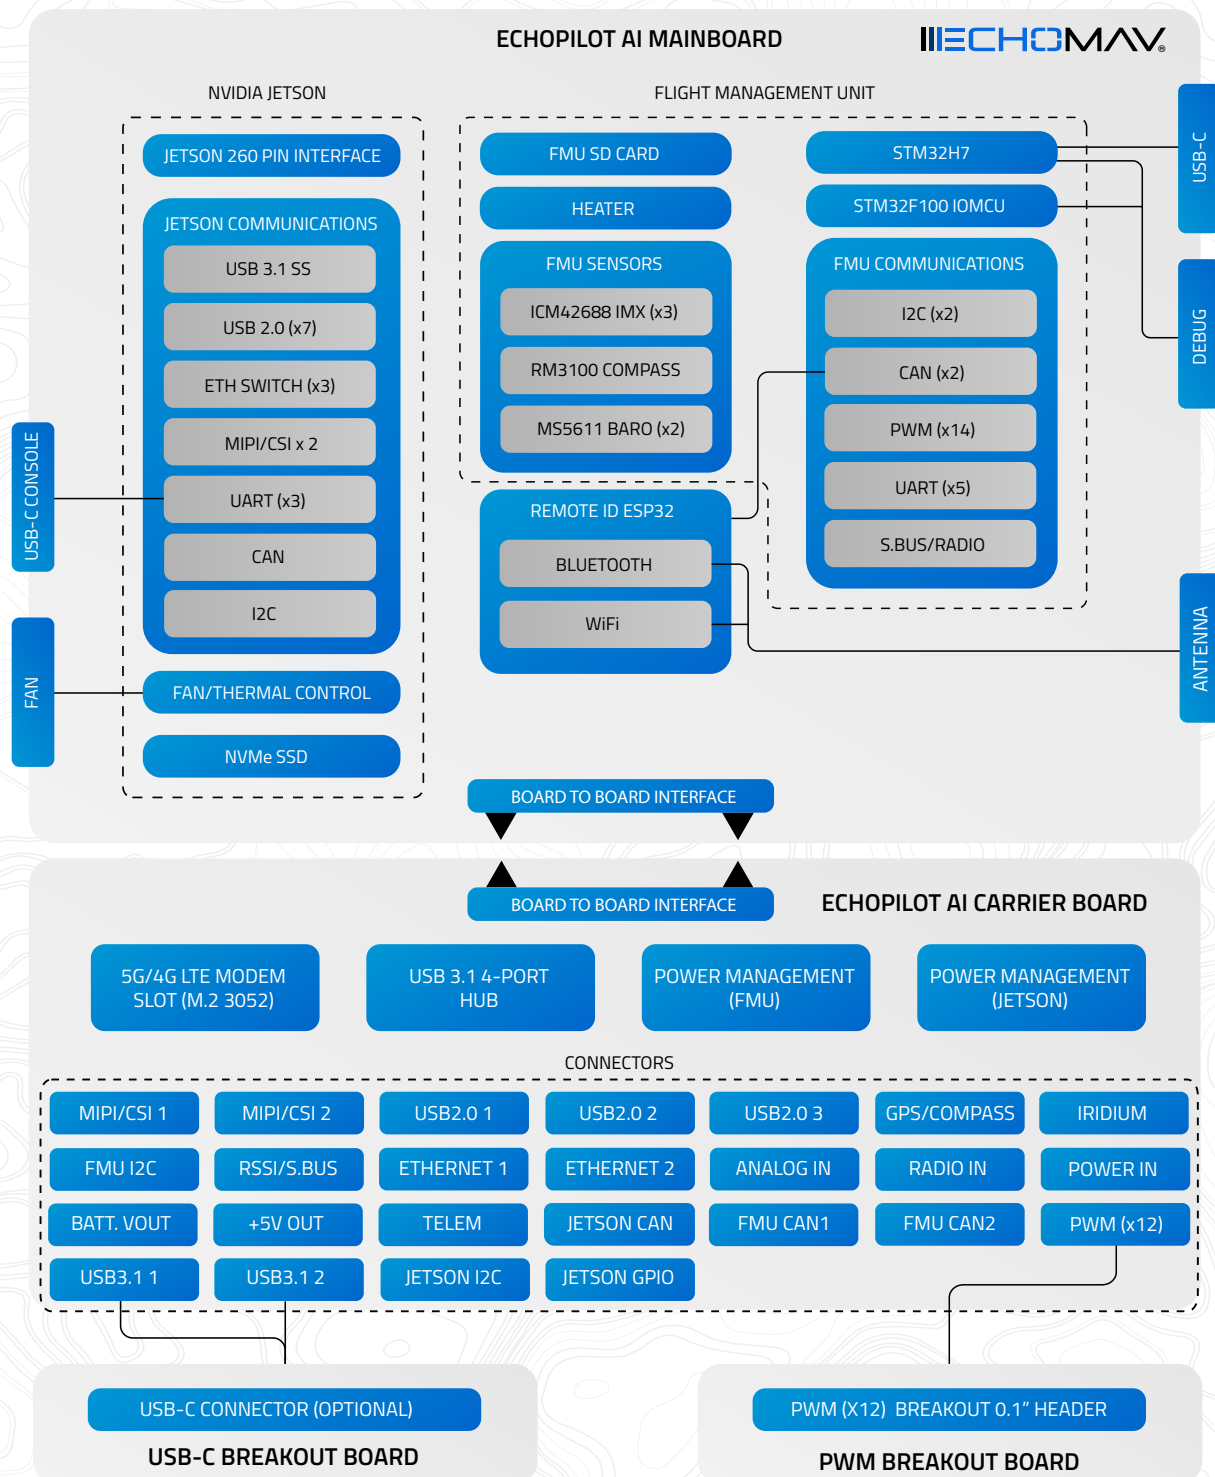 ECHOPILOT AI MAINBOARD
ECHOMAV®
NVIDIA JETSON
JETSON 260 PIN INTERFACE
JETSON COMMUNICATIONS
USB 3.1 SS
USB 2.0 (x7)
ETH SWITCH (x3)
MIPI/CSI x 2
UART (x3)
CAN
I2C
FAN/THERMAL CONTROL
NVMe SSD
USB-C CONSOLE
FAN
FLIGHT MANAGEMENT UNIT
FMU SD CARD
HEATER
FMU SENSORS
ICM42688 IMX (x3)
RM3100 COMPASS
MS5611 BARO (x2)
STM32H7
STM32F100 IOMCU
FMU COMMUNICATIONS
I2C (x2)
CAN (x2)
PWM (x14)
UART (x5)
S.BUS/RADIO
REMOTE ID ESP32
BLUETOOTH
WiFi
USB-C
DEBUG
ANTENNA
BOARD TO BOARD INTERFACE
BOARD TO BOARD INTERFACE
ECHOPILOT AI CARRIER BOARD
5G/4G LTE MODEM
SLOT (M.2 3052)
USB 3.1 4-PORT
HUB
POWER MANAGEMENT
(FMU)
POWER MANAGEMENT
(JETSON)
CONNECTORS
MIPI/CSI 1
MIPI/CSI 2
USB2.0 1
USB2.0 2
USB2.0 3
GPS/COMPASS
IRIDIUM
FMU I2C
RSSI/S.BUS
ETHERNET 1
ETHERNET 2
ANALOG IN
RADIO IN
POWER IN
BATT. VOUT
+5V OUT
TELEM
JETSON CAN
FMU CAN1
FMU CAN2
PWM (x12)
USB3.1 1
USB3.1 2
JETSON I2C
JETSON GPIO
USB-C CONNECTOR (OPTIONAL)
USB-C BREAKOUT BOARD
PWM (X12) BREAKOUT 0.1” HEADER
PWM BREAKOUT BOARD